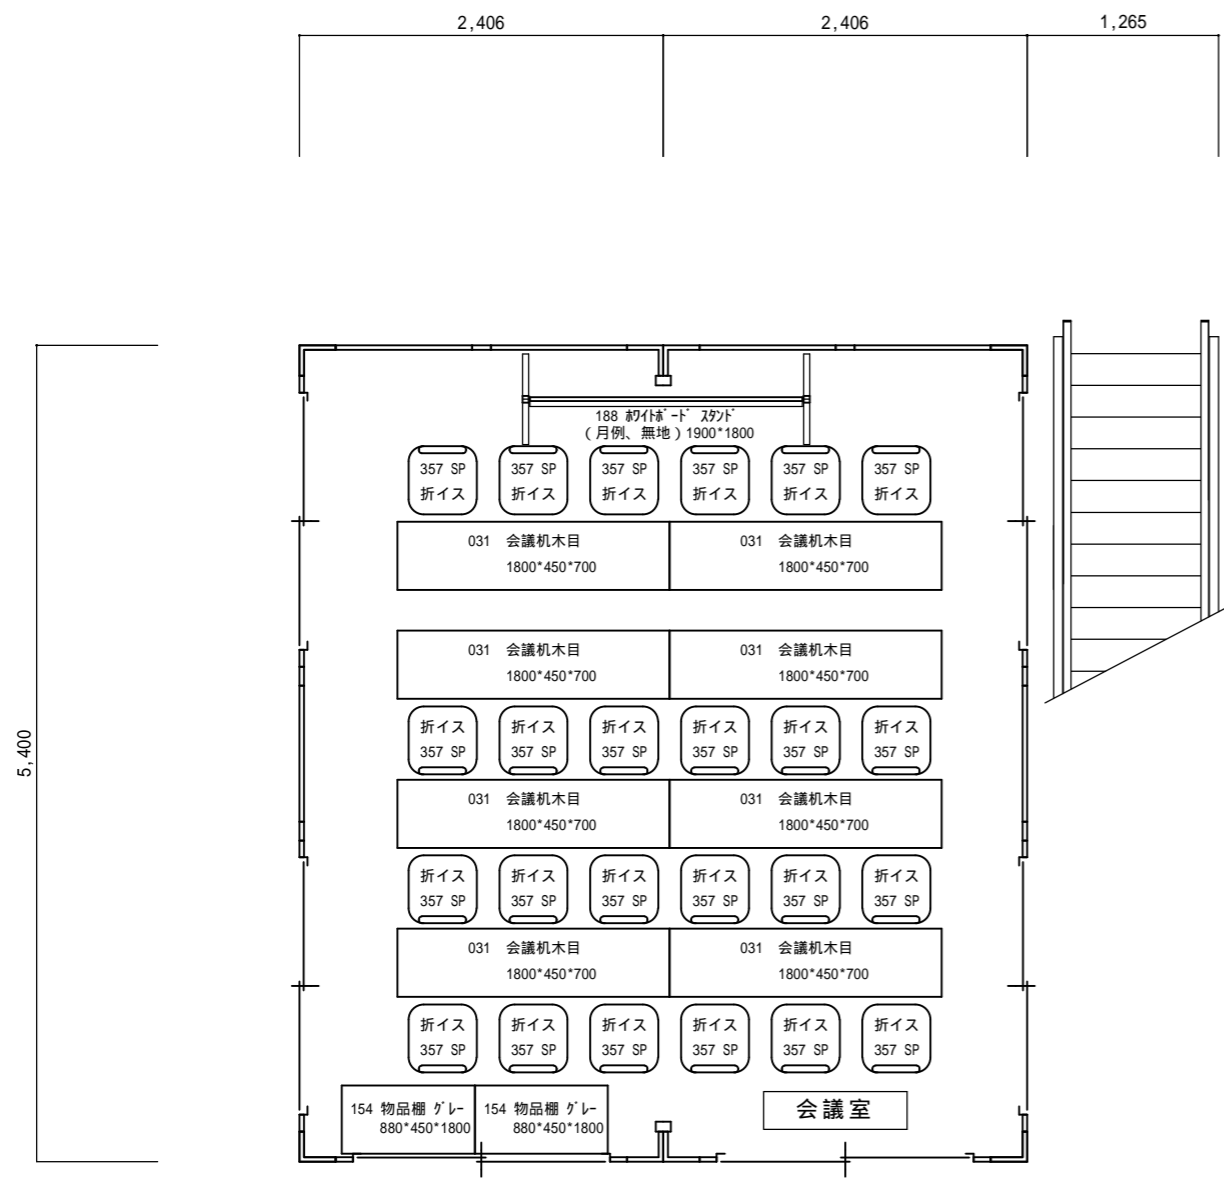 2,406 2,406 1,265
5,400
188 ﾎﾜｲﾄﾎﾞｰﾄﾞ ｽﾀﾝﾄﾞ
(月例、無地)1900*1800
357 SP 357 SP 357 SP 357 SP 357 SP 357 SP
折イス 折イス 折イス 折イス 折イス 折イス
031 会議机木目 031 会議机木目
1800*450*700 1800*450*700
031 会議机木目 031 会議机木目
1800*450*700 1800*450*700
折イス 折イス 折イス 折イス 折イス 折イス
357 SP 357 SP 357 SP 357 SP 357 SP 357 SP
031 会議机木目 031 会議机木目
1800*450*700 1800*450*700
折イス 折イス 折イス 折イス 折イス 折イス
357 SP 357 SP 357 SP 357 SP 357 SP 357 SP
031 会議机木目 031 会議机木目
1800*450*700 1800*450*700
折イス 折イス 折イス 折イス 折イス 折イス
357 SP 357 SP 357 SP 357 SP 357 SP 357 SP
154 物品棚 ｸﾞﾚｰ 154 物品棚 ｸﾞﾚｰ
880*450*1800 880*450*1800
会議室